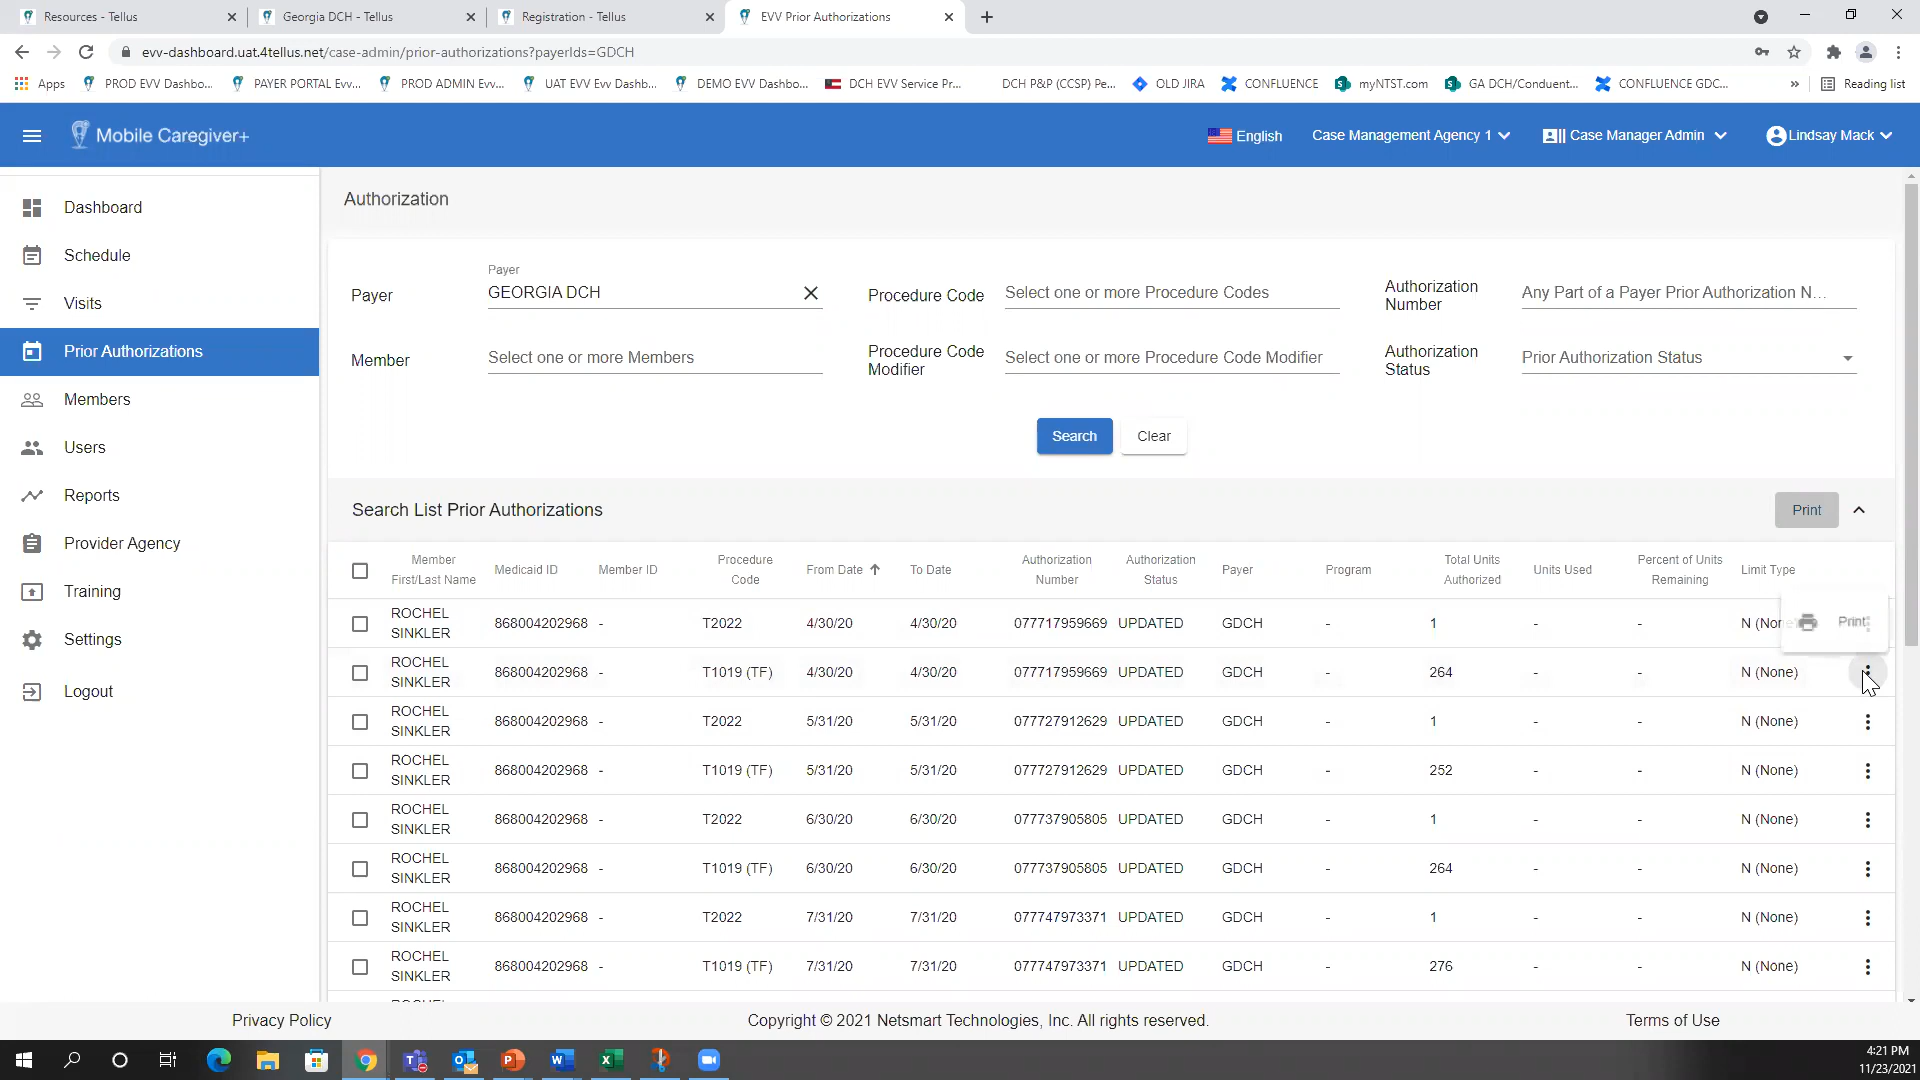 Resources - Tellus
Georgia DCH - Tellus
Registration - Tellus
EVV Prior Authorizations
evv-dashboard.uat.4tellus.net/case-admin/prior-authorizations?payerIds=GDCH
Apps PROD EVV Dashbo... PAYER PORTAL Evv... PROD ADMIN Evv... UAT EVV Evv Dashb... DEMO EVV Dashbo... DCH EVV Service Pr... DCH P&P (CCSP) Pe... OLD JIRA CONFLUENCE myNTST.com GA DCH/Conduent... CONFLUENCE GDC... » Reading list
Mobile Caregiver+
English Case Management Agency 1 Case Manager Admin Lindsay Mack
Dashboard
Schedule
Visits
Prior Authorizations
Members
Users
Reports
Provider Agency
Training
Settings
Logout
Authorization
Payer
Payer GEORGIA DCH
Procedure Code Select one or more Procedure Codes
Authorization Number Any Part of a Payer Prior Authorization N...
Member Select one or more Members
Procedure Code Modifier Select one or more Procedure Code Modifier
Authorization Status Prior Authorization Status
Search Clear
Search List Prior Authorizations Print
Member First/Last Name Medicaid ID Member ID Procedure Code From Date To Date Authorization Number Authorization Status Payer Program Total Units Authorized Units Used Percent of Units Remaining Limit Type
ROCHEL SINKLER 868004202968 - T2022 4/30/20 4/30/20 077717959669 UPDATED GDCH - 1 - - N (None
Print
ROCHEL SINKLER 868004202968 - T1019 (TF) 4/30/20 4/30/20 077717959669 UPDATED GDCH - 264 - - N (None)
ROCHEL SINKLER 868004202968 - T2022 5/31/20 5/31/20 077727912629 UPDATED GDCH - 1 - - N (None)
ROCHEL SINKLER 868004202968 - T1019 (TF) 5/31/20 5/31/20 077727912629 UPDATED GDCH - 252 - - N (None)
ROCHEL SINKLER 868004202968 - T2022 6/30/20 6/30/20 077737905805 UPDATED GDCH - 1 - - N (None)
ROCHEL SINKLER 868004202968 - T1019 (TF) 6/30/20 6/30/20 077737905805 UPDATED GDCH - 264 - - N (None)
ROCHEL SINKLER 868004202968 - T2022 7/31/20 7/31/20 077747973371 UPDATED GDCH - 1 - - N (None)
ROCHEL SINKLER 868004202968 - T1019 (TF) 7/31/20 7/31/20 077747973371 UPDATED GDCH - 276 - - N (None)
Privacy Policy Copyright © 2021 Netsmart Technologies, Inc. All rights reserved. Terms of Use
4:21 PM
11/23/2021